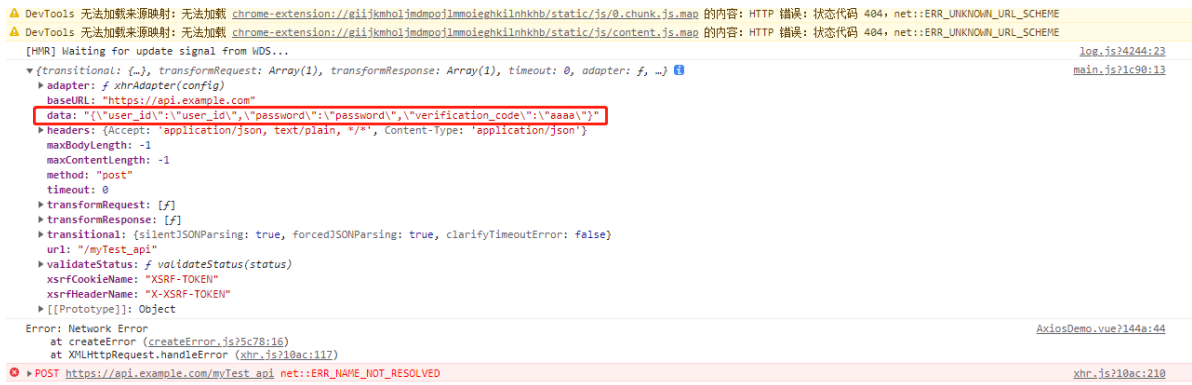 DevTools 无法加载来源映射: 无法加载 chrome-extension://giijkmholjmdmpojlmmoieghkilnhkhb/static/js/0.chunk.js.map 的内容: HTTP 错误: 状态代码 404, net::ERR_UNKNOWN_URL_SCHEME
DevTools 无法加载来源映射: 无法加载 chrome-extension://giijkmholjmdmpojlmmoieghkilnhkhb/static/js/content.js.map 的内容: HTTP 错误: 状态代码 404, net::ERR_UNKNOWN_URL_SCHEME
[HMR] Waiting for update signal from WDS... log.js?4244:23
{transitional: {…}, transformRequest: Array(1), transformResponse: Array(1), timeout: 0, adapter: ƒ, …} main.js?1c90:13
adapter: ƒ xhrAdapter(config)
baseURL: "https://api.example.com"
data: "{\"user_id\":\"user_id\",\"password\":\"password\",\"verification_code\":\"aaaa\"}"
headers: {Accept: 'application/json, text/plain, */*', Content-Type: 'application/json'}
maxBodyLength: -1
maxContentLength: -1
method: "post"
timeout: 0
transformRequest: [ƒ]
transformResponse: [ƒ]
transitional: {silentJSONParsing: true, forcedJSONParsing: true, clarifyTimeoutError: false}
url: "/myTest_api"
validateStatus: ƒ validateStatus(status)
xsrfCookieName: "XSRF-TOKEN"
xsrfHeaderName: "X-XSRF-TOKEN"
[[Prototype]]: Object
Error: Network Error AxiosDemo.vue?144a:44
at createError (createError.js?5c78:16)
at XMLHttpRequest.handleError (xhr.js?10ac:117)
POST https://api.example.com/myTest_api net::ERR_NAME_NOT_RESOLVED xhr.js?10ac:210